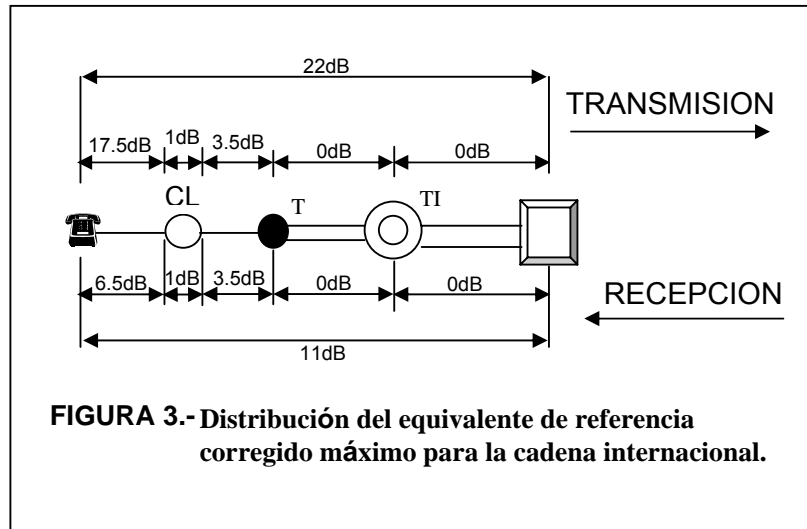 22dB
TRANSMISION
17.5dB 1dB 3.5dB 0dB 0dB
CL T TI
6.5dB 1dB 3.5dB 0dB 0dB
RECEPCION
11dB
FIGURA 3.- Distribución del equivalente de referencia
corregido máximo para la cadena internacional.